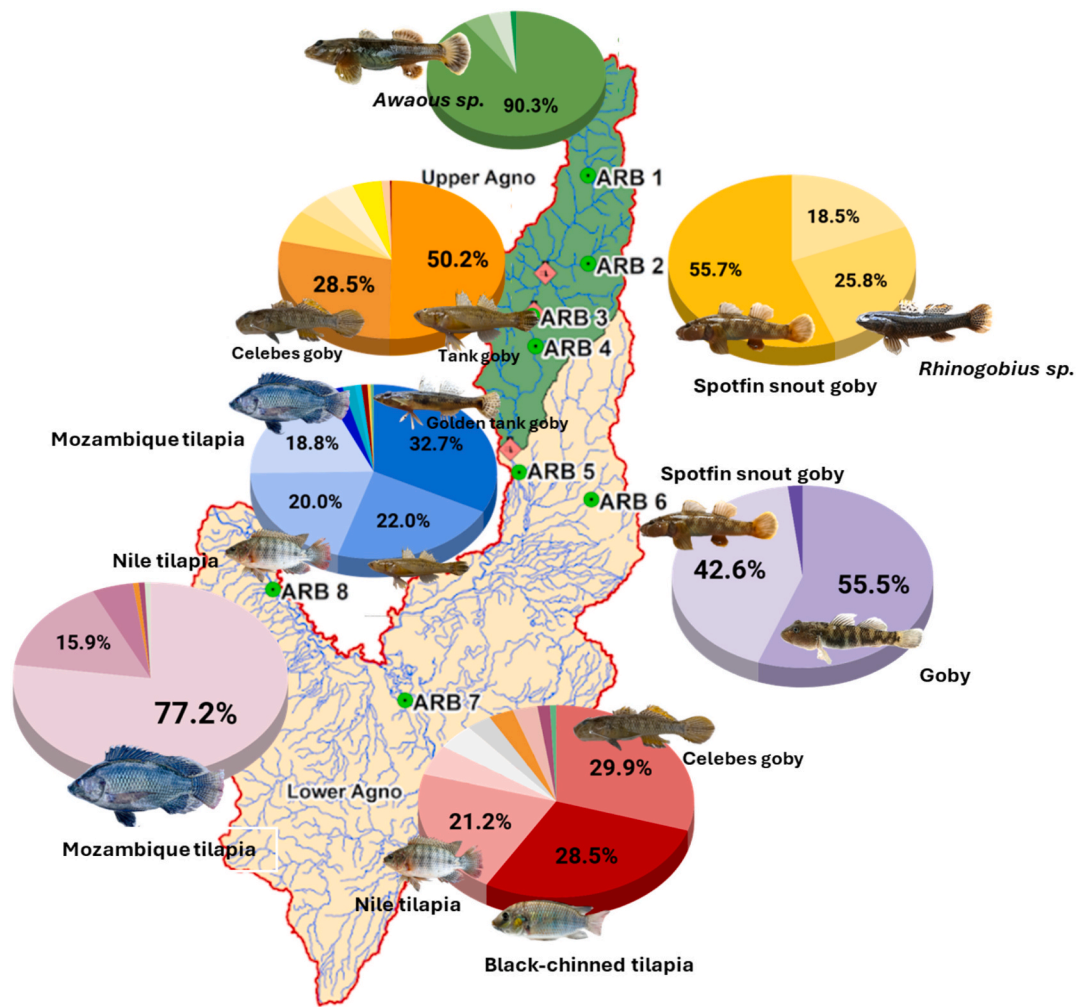 Awaous sp.
90.3%
Upper Agno
ARB 1
50.2%
28.5%
Celebes goby
Tank goby
ARB 2
ARB 3
ARB 4
18.5%
55.7%
25.8%
Spotfin snout goby
Rhinogobius sp.
Mozambique tilapia
Golden tank goby
18.8%
32.7%
20.0%
22.0%
Nile tilapia
ARB 5
ARB 6
Spotfin snout goby
42.6%
55.5%
Goby
ARB 8
15.9%
77.2%
Mozambique tilapia
ARB 7
Lower Agno
Celebes goby
29.9%
21.2%
28.5%
Nile tilapia
Black-chinned tilapia